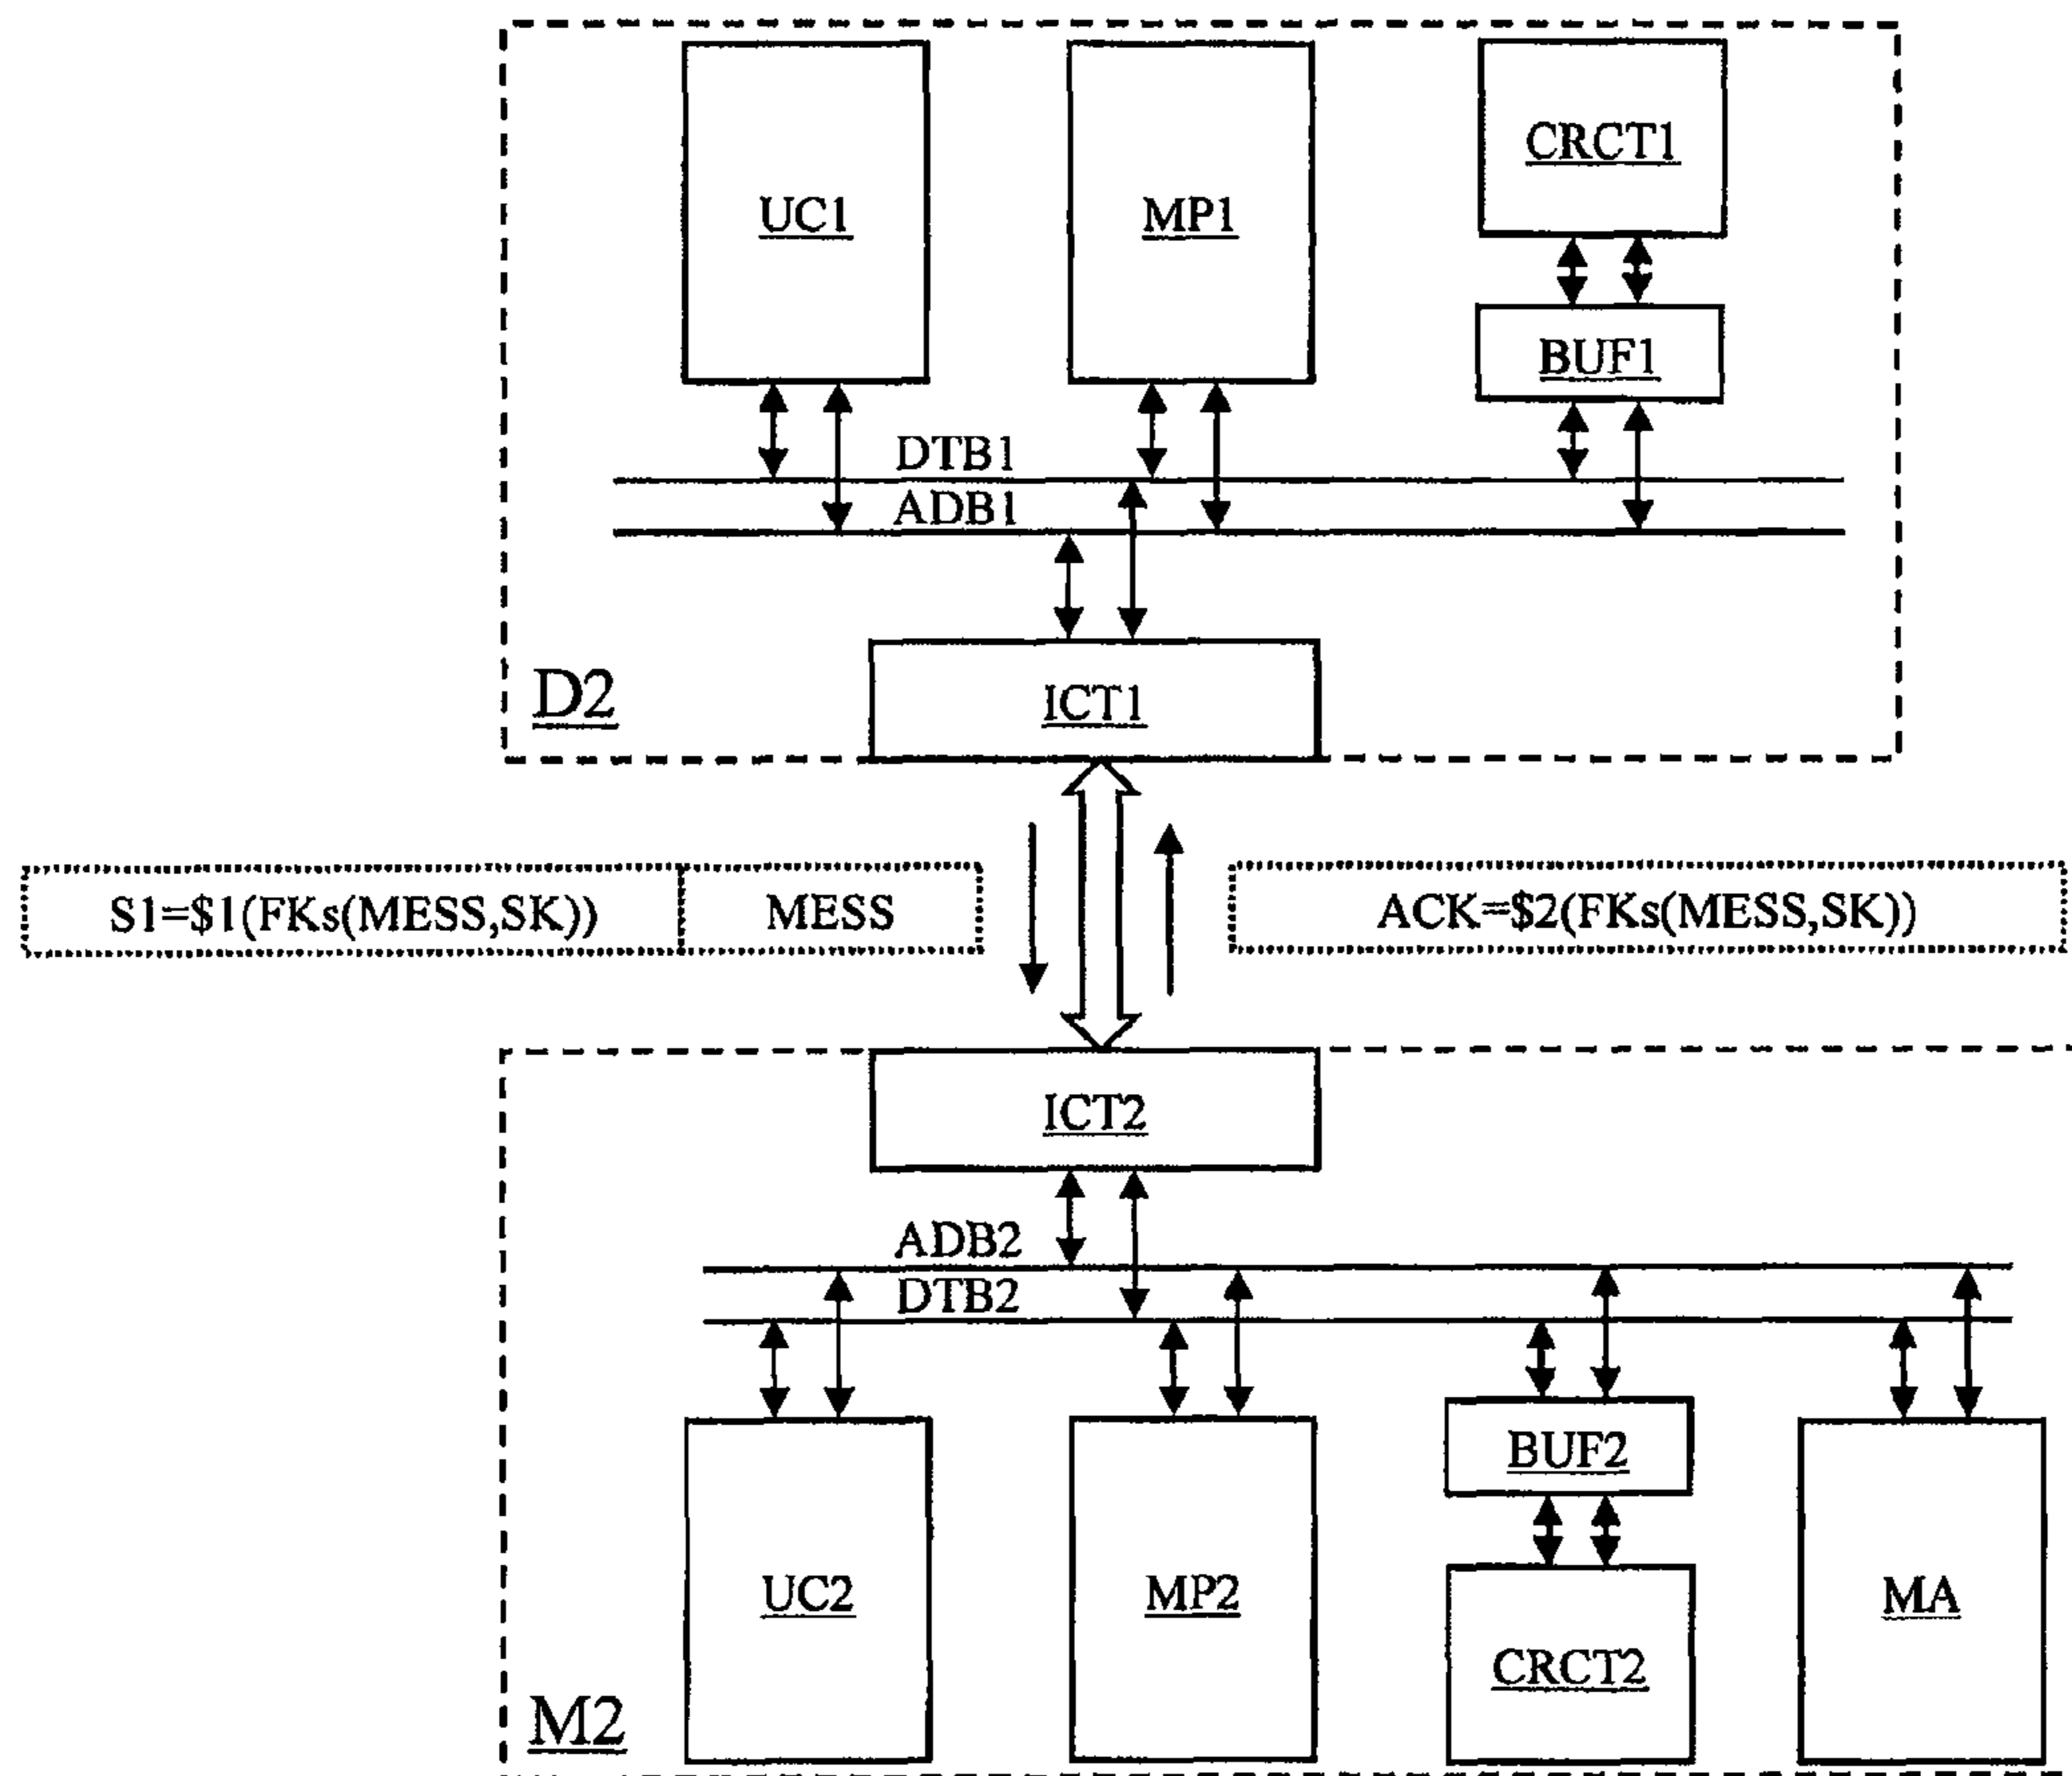 CRCT1
UC1
MP1
BUF1
DTB1
ADB1
D2
ICT1
S1=$1(FKs(MESS,SK))
MESS
ACK=$2(FKs(MESS,SK))
ICT2
ADB2
DTB2
BUF2
UC2
MP2
MA
CRCT2
M2